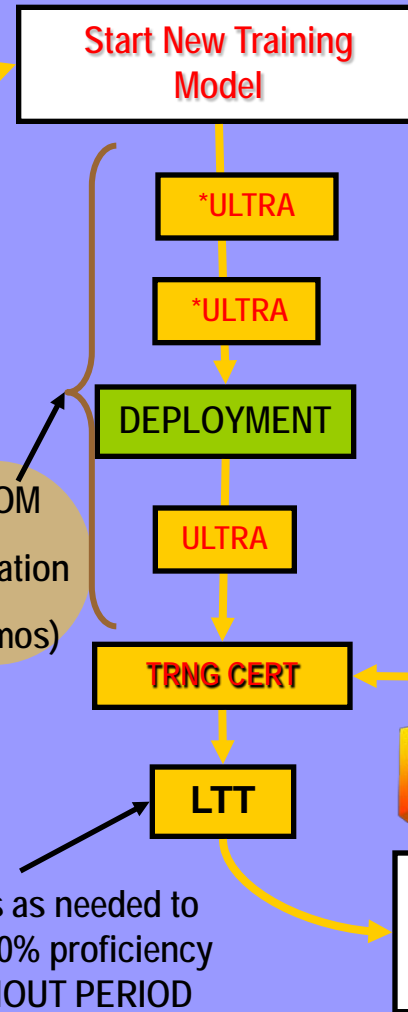 Start New Training
Model
*ULTRA
*ULTRA
DEPLOYMENT
ULTRA
OM
ation
mos)
TRNG CERT
LTT
s as needed to
0% proficiency
HOUT PERIOD